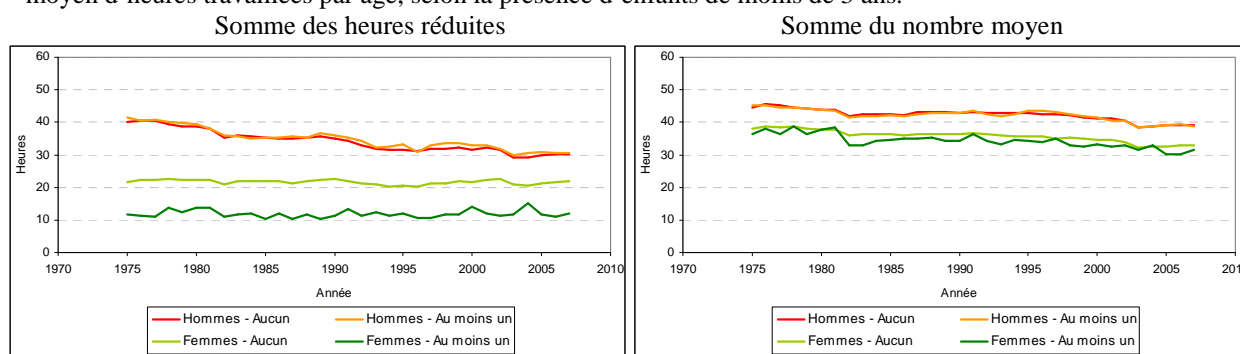 moyen d'heures travaillées par âge, selon la présence d'enfants de moins de 3 ans.
Somme des heures réduites
Somme du nombre moyen
60
50
40
30
20
10
0
Heures
1970
1975
1980
1985
1990
1995
2000
2005
2010
Année
Hommes - Aucun
Hommes - Au moins un
Femmes - Aucun
Femmes - Au moins un
60
50
40
30
20
10
0
Heures
1970
1975
1980
1985
1990
1995
2000
2005
201
Année
Hommes - Aucun
Hommes - Au moins un
Femmes - Aucun
Femmes - Au moins un